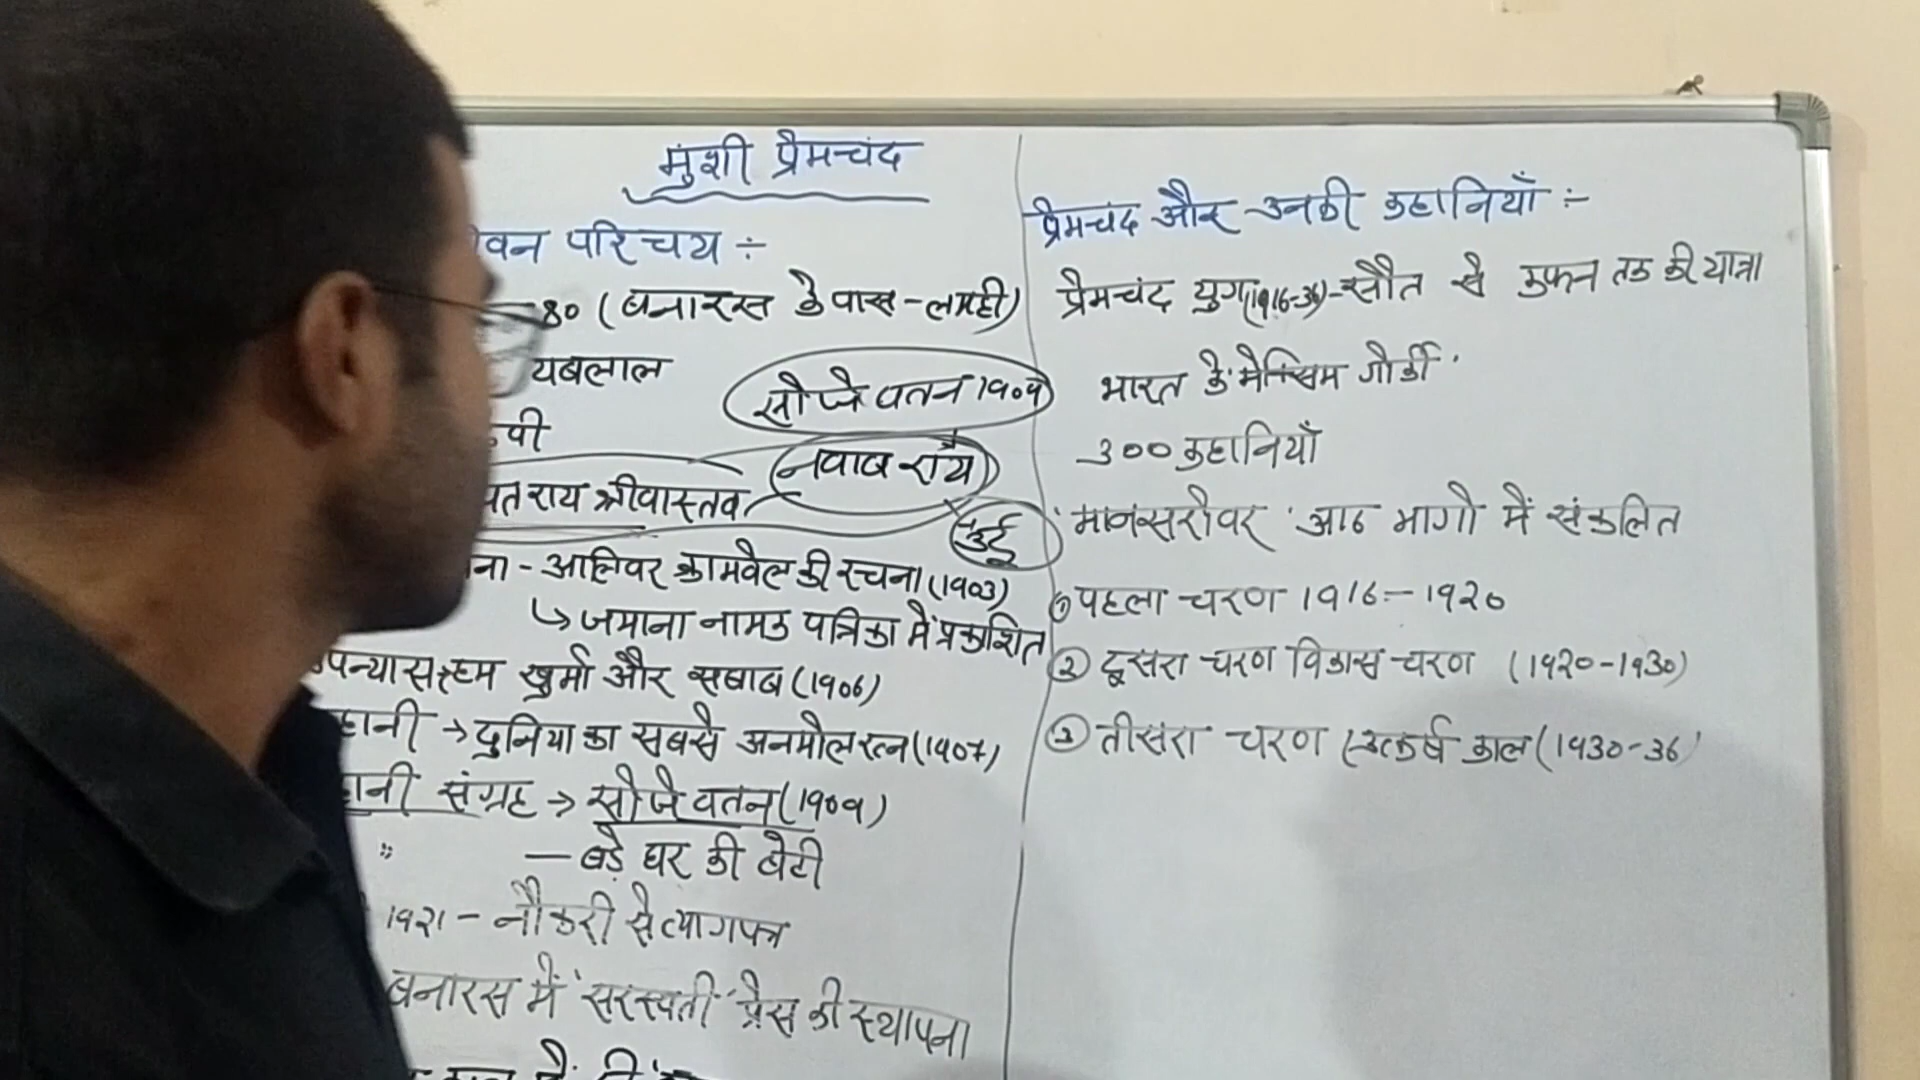 मुंशी प्रेमचंद
वन परिचय ÷
80 (बनारस के पास - लमही)
यबलाल
सोजे वतन 1909
वी
नवाब राय
पतराय श्रीवास्तव
उर्दू
ना - आलिवर क्रामवेल की रचना (1903)
↳ जमाना नामक पत्रिका में प्रकाशित
उपन्यास → हम खुर्मा और सबाब (1906)
हानी → दुनिया का सबसे अनमोल रत्न (1907)
हानी संग्रह → सोजे वतन (1909)
" — बड़े घर की बेटी
1921 - नौकरी से त्यागपत्र
बनारस में 'सरस्वती' प्रेस की स्थापना
प्रेमचंद और उनकी कहानियाँ ÷
प्रेमचंद युग (1916-36) - सौत से कफन तक की यात्रा
भारत के 'मैक्सिम गोर्की'
300 कहानियाँ
'मानसरोवर' आठ भागो में संकलित
① पहला चरण 1916 - 1920
② दूसरा चरण विकास चरण (1920-1930)
③ तीसरा चरण उत्कर्ष काल (1930-36)